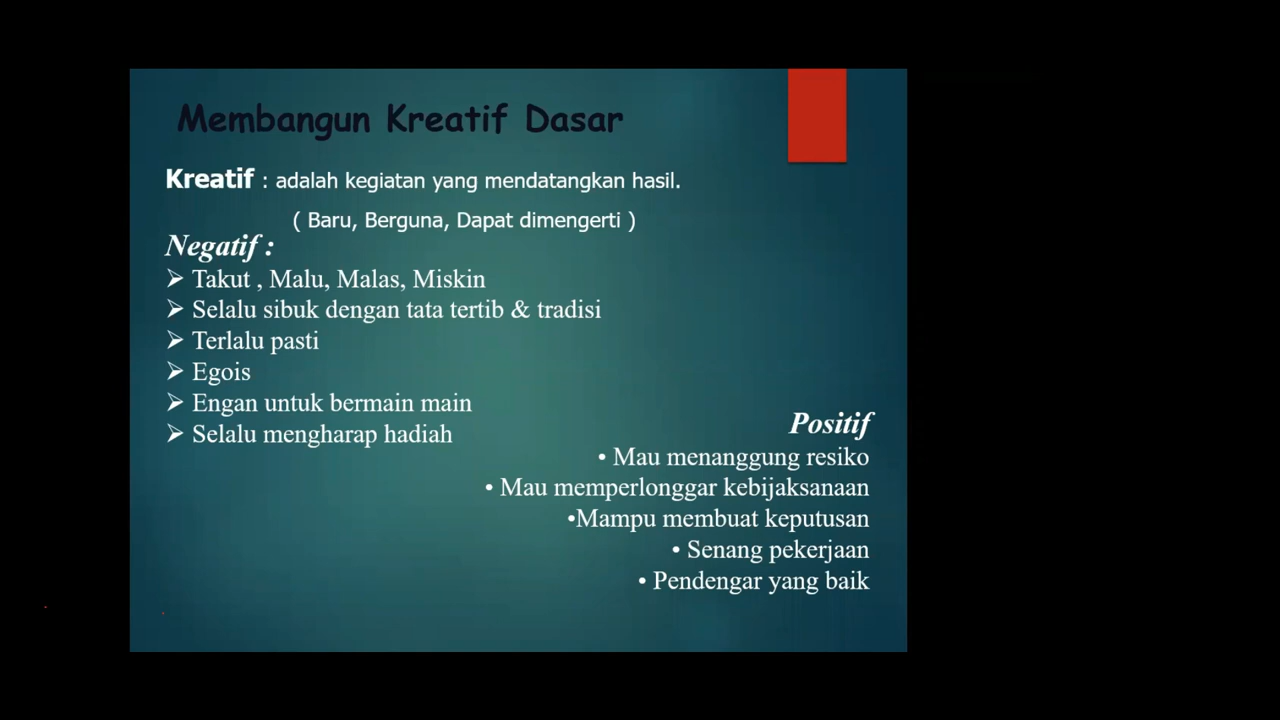 Membangun Kreatif Dasar
Kreatif : adalah kegiatan yang mendatangkan hasil.
( Baru, Berguna, Dapat dimengerti )
Negatif :
➢ Takut , Malu, Malas, Miskin
➢ Selalu sibuk dengan tata tertib & tradisi
➢ Terlalu pasti
➢ Egois
➢ Engan untuk bermain main
➢ Selalu mengharap hadiah
Positif
• Mau menanggung resiko
• Mau memperlonggar kebijaksanaan
•Mampu membuat keputusan
• Senang pekerjaan
• Pendengar yang baik